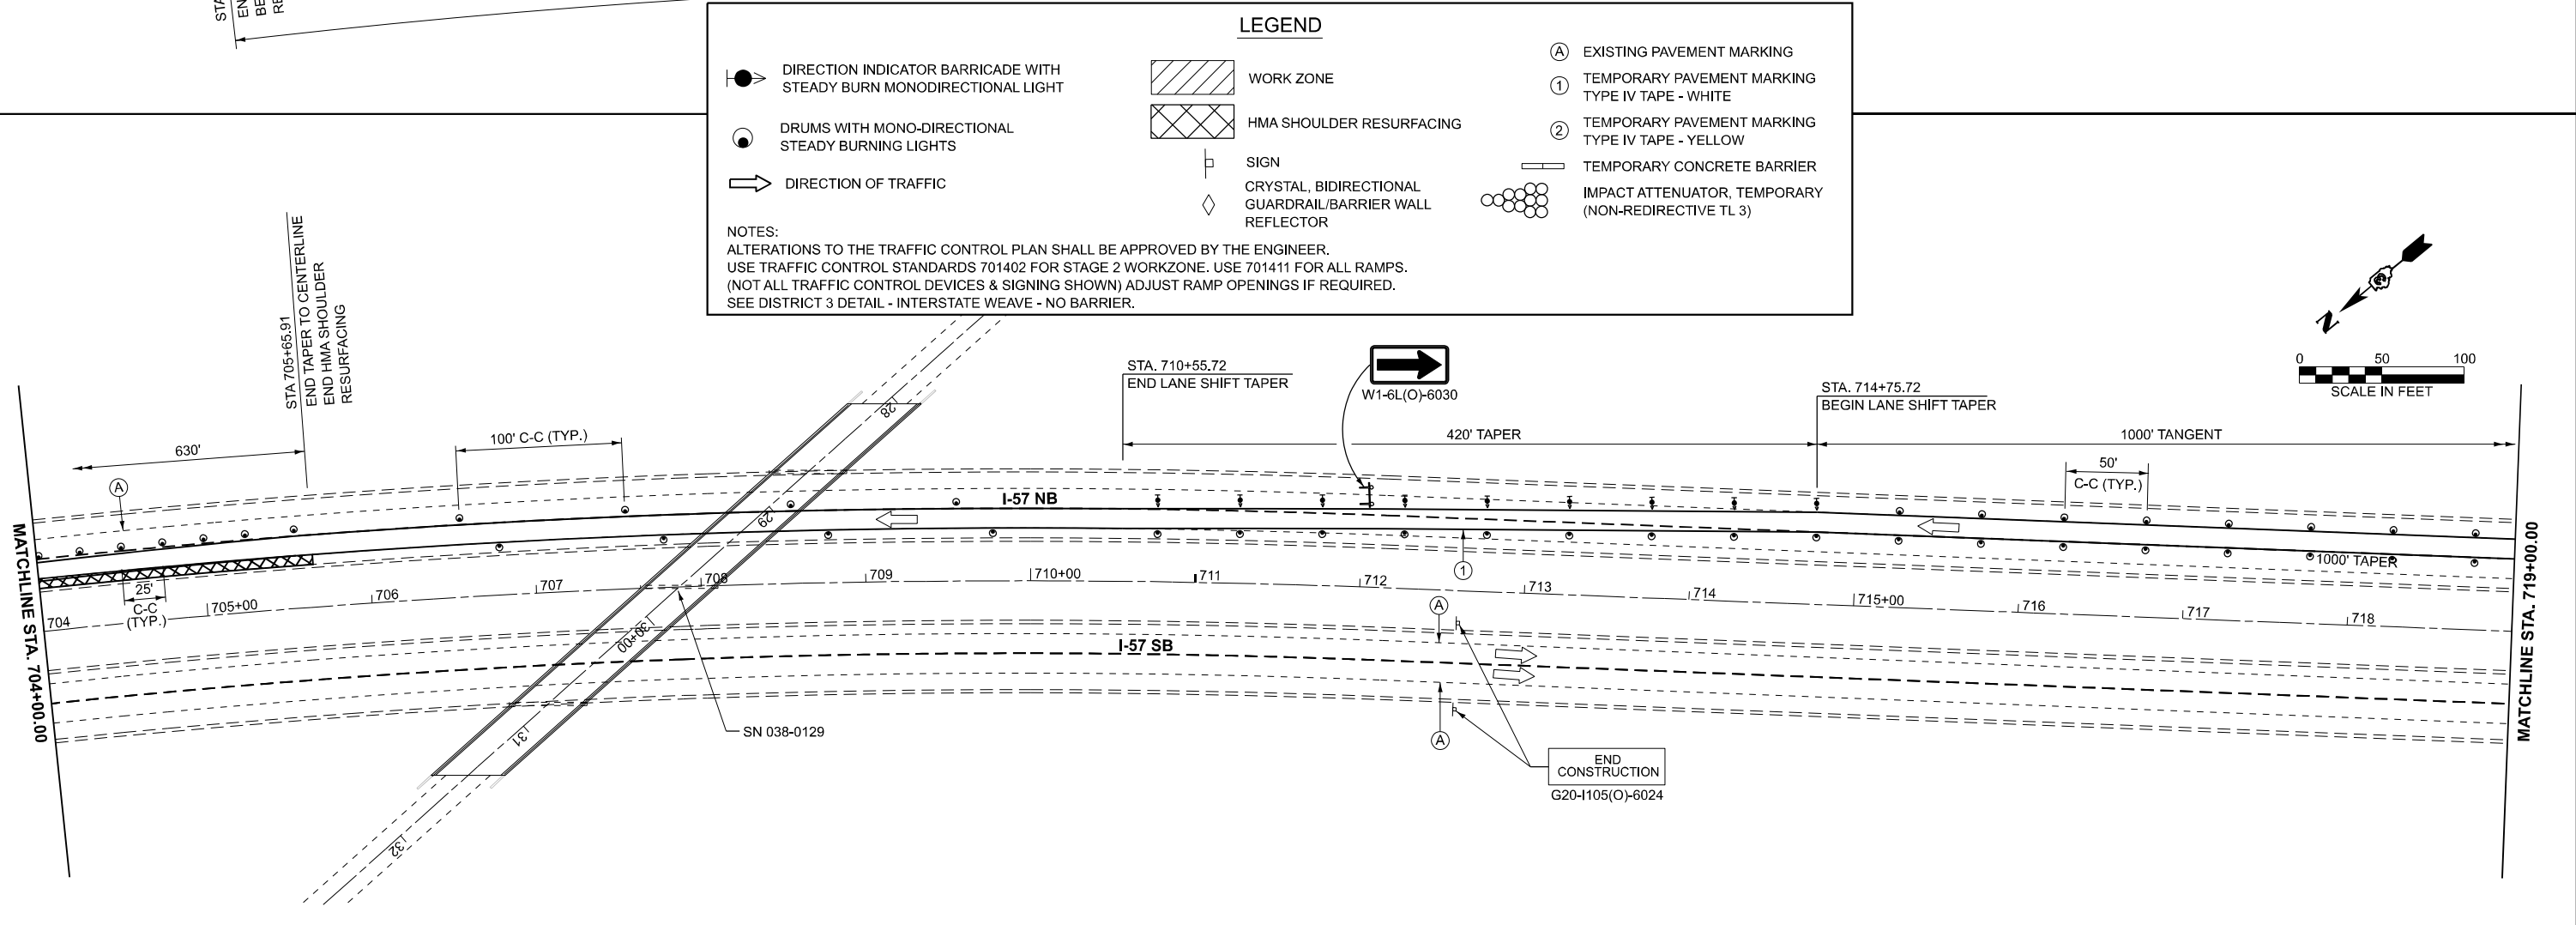 STA
EN
BE
RE
LEGEND
DIRECTION INDICATOR BARRICADE WITH
STEADY BURN MONODIRECTIONAL LIGHT
DRUMS WITH MONO-DIRECTIONAL
STEADY BURNING LIGHTS
DIRECTION OF TRAFFIC
WORK ZONE
HMA SHOULDER RESURFACING
SIGN
CRYSTAL, BIDIRECTIONAL
GUARDRAIL/BARRIER WALL
REFLECTOR
A EXISTING PAVEMENT MARKING
1 TEMPORARY PAVEMENT MARKING
TYPE IV TAPE - WHITE
2 TEMPORARY PAVEMENT MARKING
TYPE IV TAPE - YELLOW
TEMPORARY CONCRETE BARRIER
IMPACT ATTENUATOR, TEMPORARY
(NON-REDIRECTIVE TL 3)
NOTES:
ALTERATIONS TO THE TRAFFIC CONTROL PLAN SHALL BE APPROVED BY THE ENGINEER.
USE TRAFFIC CONTROL STANDARDS 701402 FOR STAGE 2 WORKZONE. USE 701411 FOR ALL RAMPS.
(NOT ALL TRAFFIC CONTROL DEVICES & SIGNING SHOWN) ADJUST RAMP OPENINGS IF REQUIRED.
SEE DISTRICT 3 DETAIL - INTERSTATE WEAVE - NO BARRIER.
STA 705+65.91
END TAPER TO CENTERLINE
END HMA SHOULDER
RESURFACING
N
0 50 100
SCALE IN FEET
STA. 710+55.72
END LANE SHIFT TAPER
W1-6L(O)-6030
STA. 714+75.72
BEGIN LANE SHIFT TAPER
630'
100' C-C (TYP.)
420' TAPER
1000' TANGENT
50'
C-C (TYP.)
A
28
29
30+00
31
32
I-57 NB
MATCHLINE STA. 704+00.00
MATCHLINE STA. 719+00.00
1000' TAPER
1
25'
C-C
(TYP.)
704
705+00
706
707
708
709
710+00
711
712
713
714
715+00
716
717
718
A
I-57 SB
SN 038-0129
A
END
CONSTRUCTION
G20-I105(O)-6024